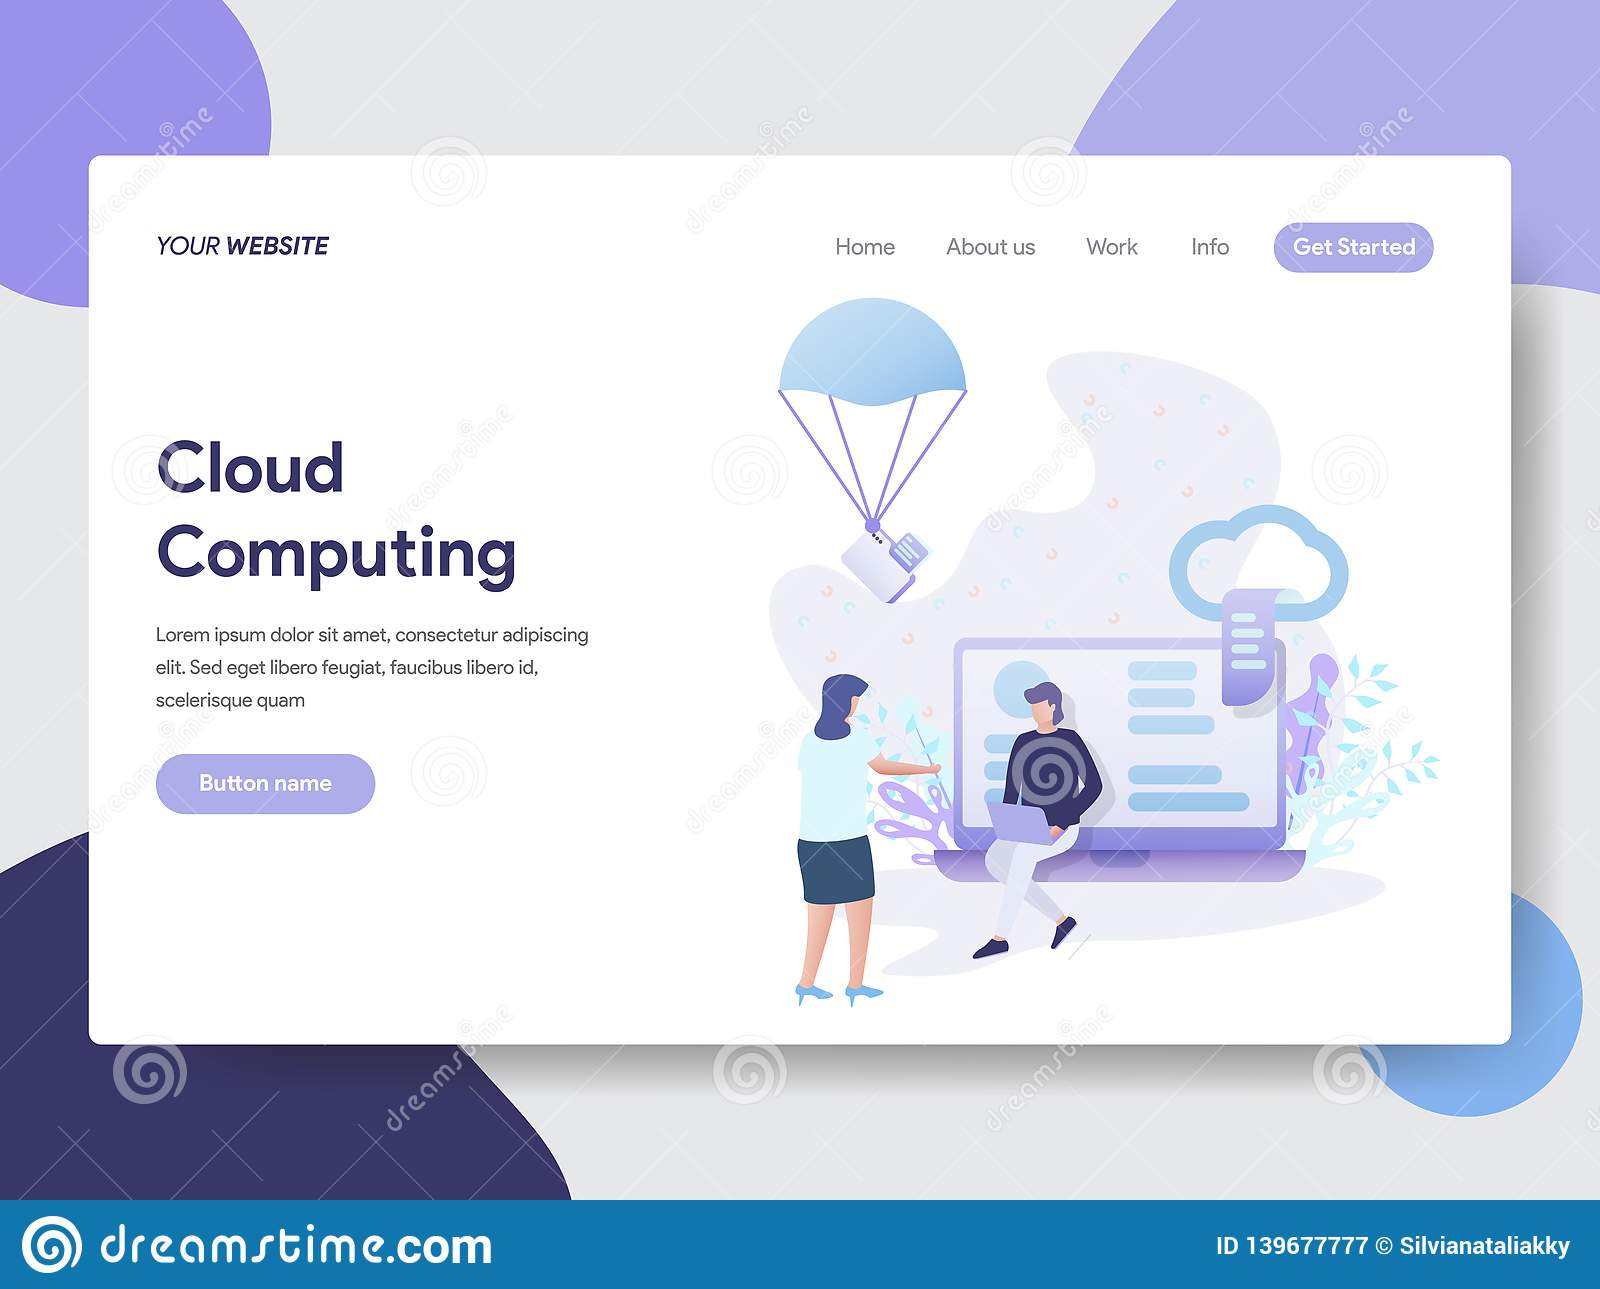 YOUR WEBSITE
Home About us Work Info Get Started
Cloud
Computing
Lorem ipsum dolor sit amet, consectetur adipiscing
elit. Sed eget libero feugiat, faucibus libero id,
scelerisque quam
Button name
dreamstime.com
ID 139677777 © Silvianataliakky